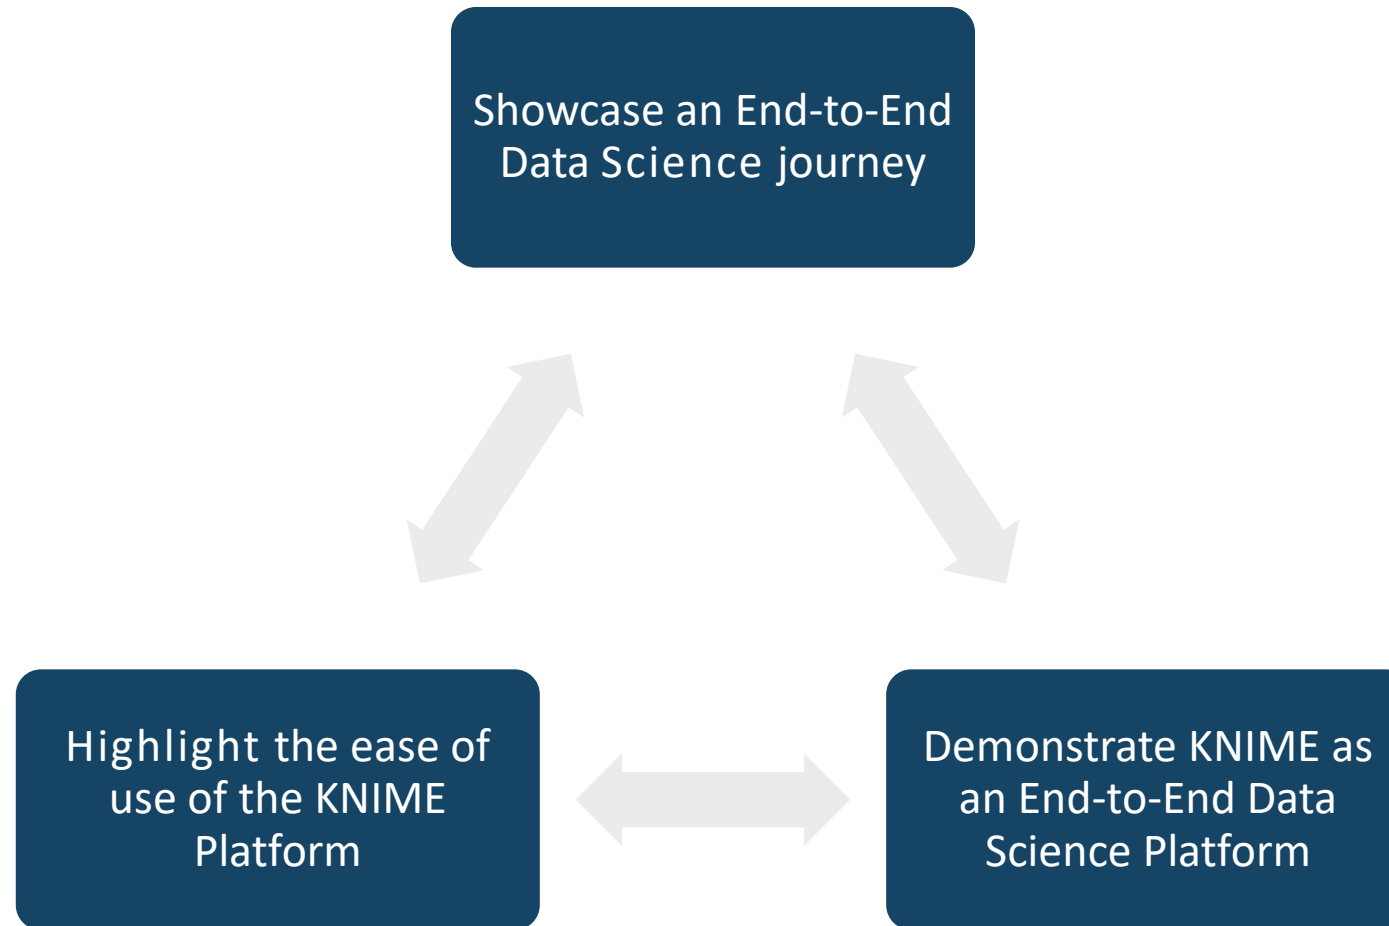 Showcase an End-to-End
Data Science journey
Highlight the ease of
use of the KNIME
Platform
Demonstrate KNIME as
an End-to-End Data
Science Platform